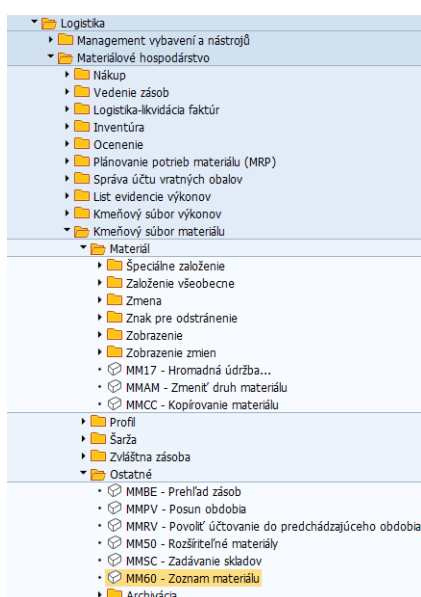 Logistika
Management vybavení a nástrojů
Materiálové hospodárstvo
Nákup
Vedenie zásob
Logistika-likvidácia faktúr
Inventúra
Ocenenie
Plánovanie potrieb materiálu (MRP)
Správa účtu vratných obalov
List evidencie výkonov
Kmeňový súbor výkonov
Kmeňový súbor materiálu
Materiál
Špeciálne založenie
Založenie všeobecne
Zmena
Znak pre odstránenie
Zobrazenie
Zobrazenie zmien
MM17 - Hromadná údržba...
MMAM - Zmeniť druh materiálu
MMCC - Kopírovanie materiálu
Profil
Šarža
Zvláštna zásoba
Ostatné
MMBE - Prehľad zásob
MMPV - Posun obdobia
MMRV - Povoliť účtovanie do predchádzajúceho obdobia
MM50 - Rozšíriteľné materiály
MMSC - Zadávanie skladov
MM60 - Zoznam materiálu
Archivácia